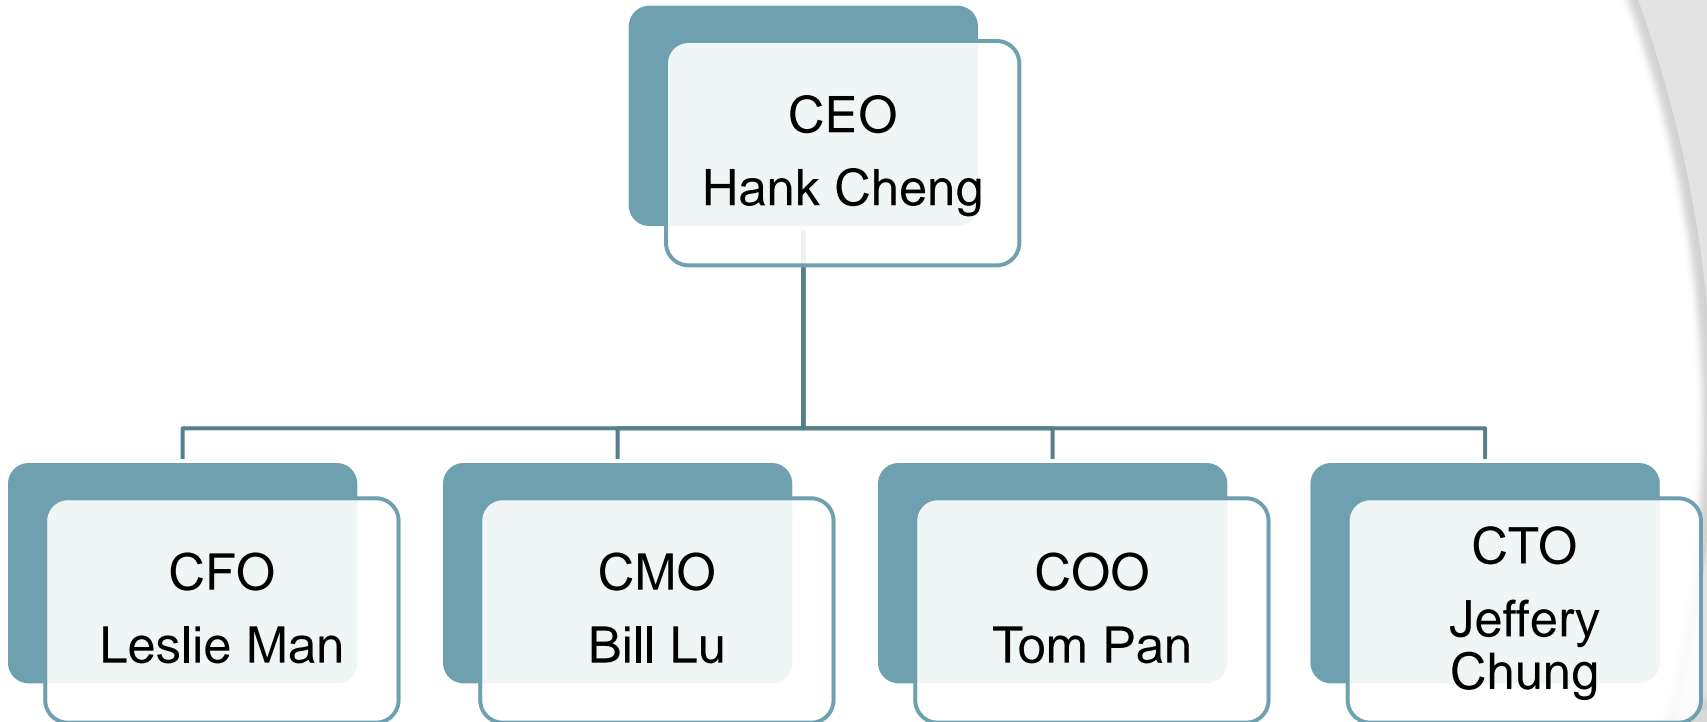 CEO
Hank Cheng
CFO
Leslie Man
CMO
Bill Lu
COO
Tom Pan
CTO
Jeffery
Chung